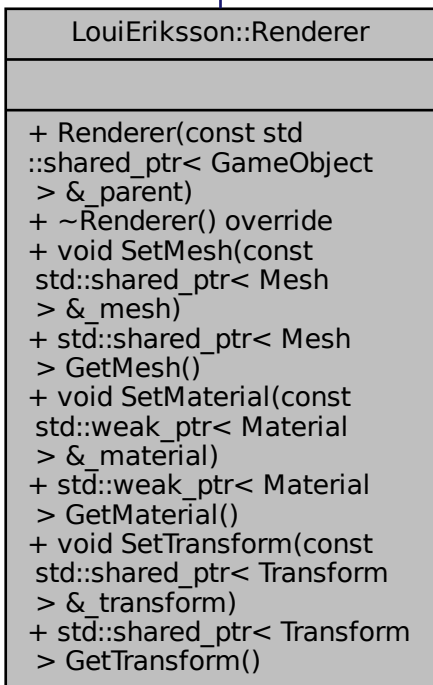 LouiEriksson::Renderer
+ Renderer(const std
::shared_ptr< GameObject
> &_parent)
+ ~Renderer() override
+ void SetMesh(const
std::shared_ptr< Mesh
> &_mesh)
+ std::shared_ptr< Mesh
> GetMesh()
+ void SetMaterial(const
std::weak_ptr< Material
> &_material)
+ std::weak_ptr< Material
> GetMaterial()
+ void SetTransform(const
std::shared_ptr< Transform
> &_transform)
+ std::shared_ptr< Transform
> GetTransform()